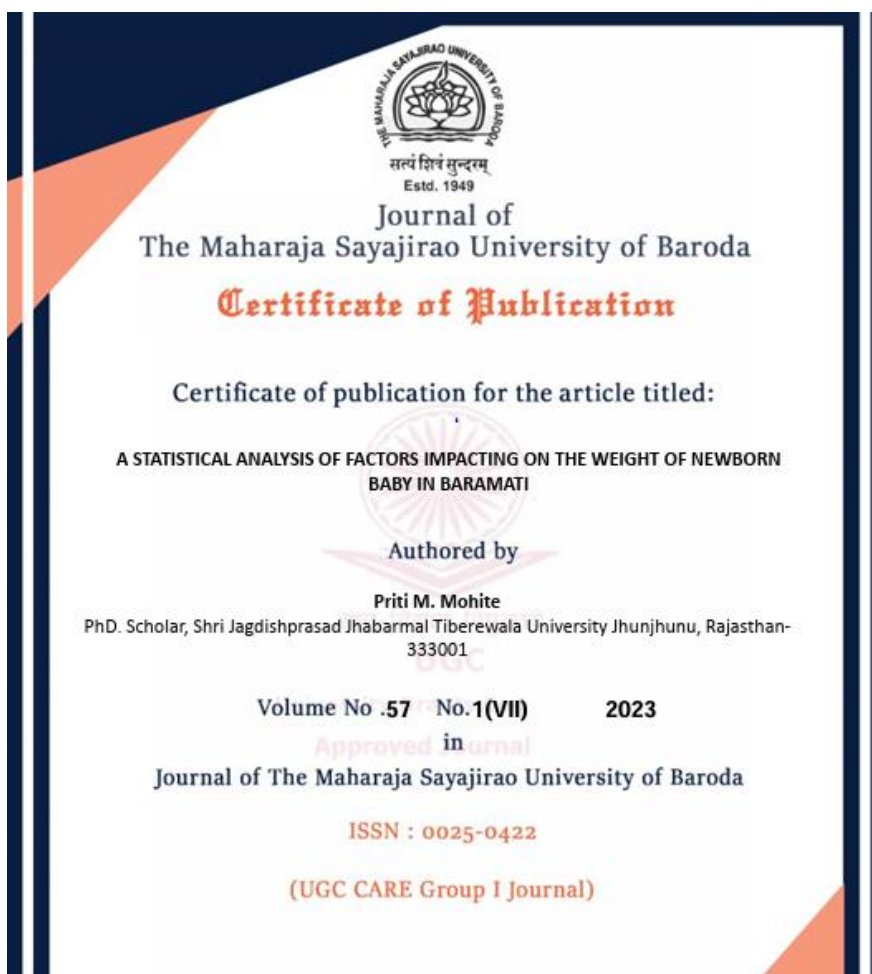 THE MAHARAJA SAYAJIRAO UNIVERSITY OF BARODA
सत्यं शिवं सुन्दरम्
Estd. 1949
Journal of
The Maharaja Sayajirao University of Baroda
Certificate of Publication
Certificate of publication for the article titled:
A STATISTICAL ANALYSIS OF FACTORS IMPACTING ON THE WEIGHT OF NEWBORN
BABY IN BARAMATI
Authored by
Priti M. Mohite
PhD. Scholar, Shri Jagdishprasad Jhabarmal Tiberewala University Jhunjhunu, Rajasthan-
333001
UGC
Volume No .57 No.1(VII) 2023
Approved Journal
in
Journal of The Maharaja Sayajirao University of Baroda
ISSN : 0025-0422
(UGC CARE Group I Journal)